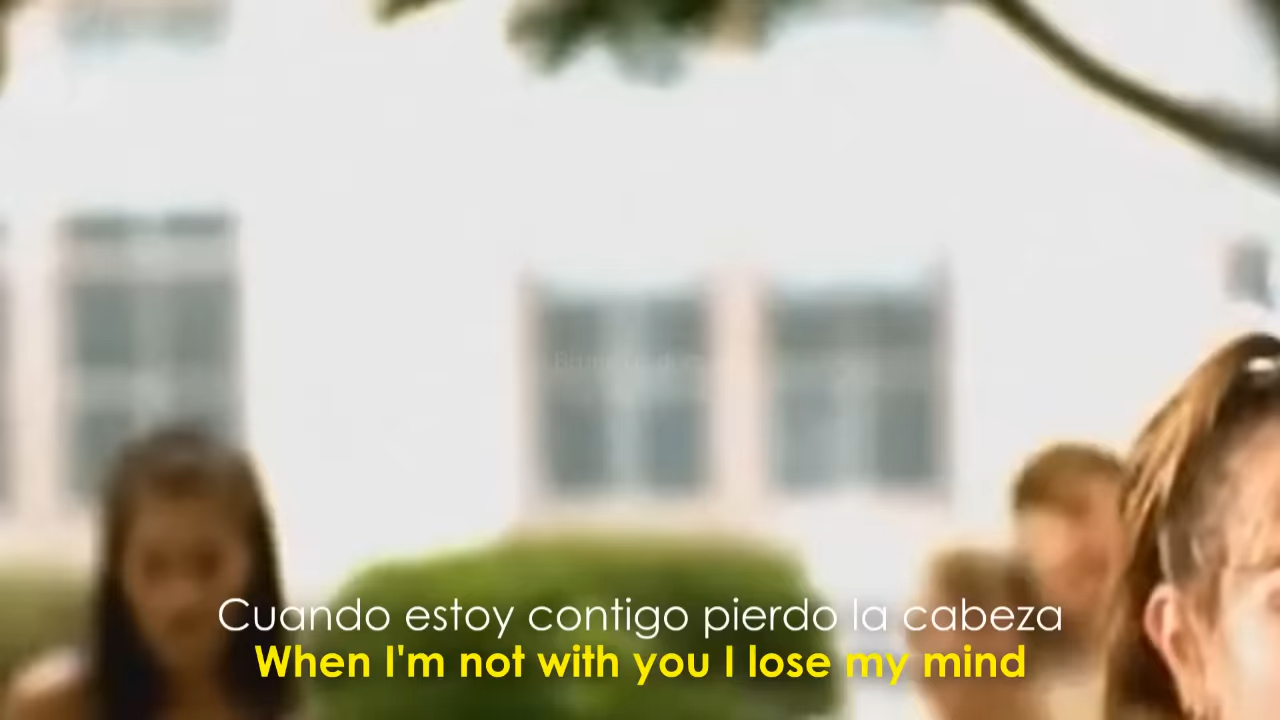 Cuando estoy contigo pierdo la cabeza
When I'm not with you I lose my mind